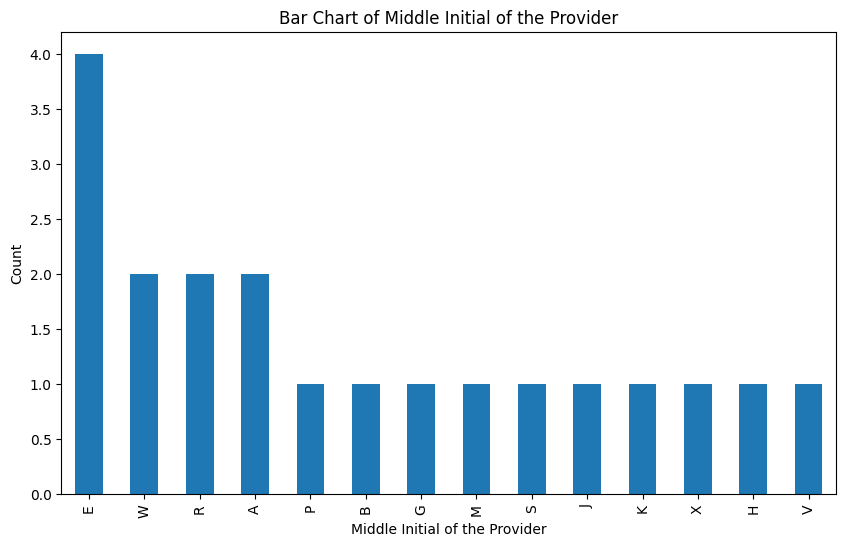 Bar Chart of Middle Initial of the Provider
4.0
3.5
3.0
2.5
2.0
1.5
1.0
0.5
0.0
Count
E W R A P B G M S J K X H V
Middle Initial of the Provider